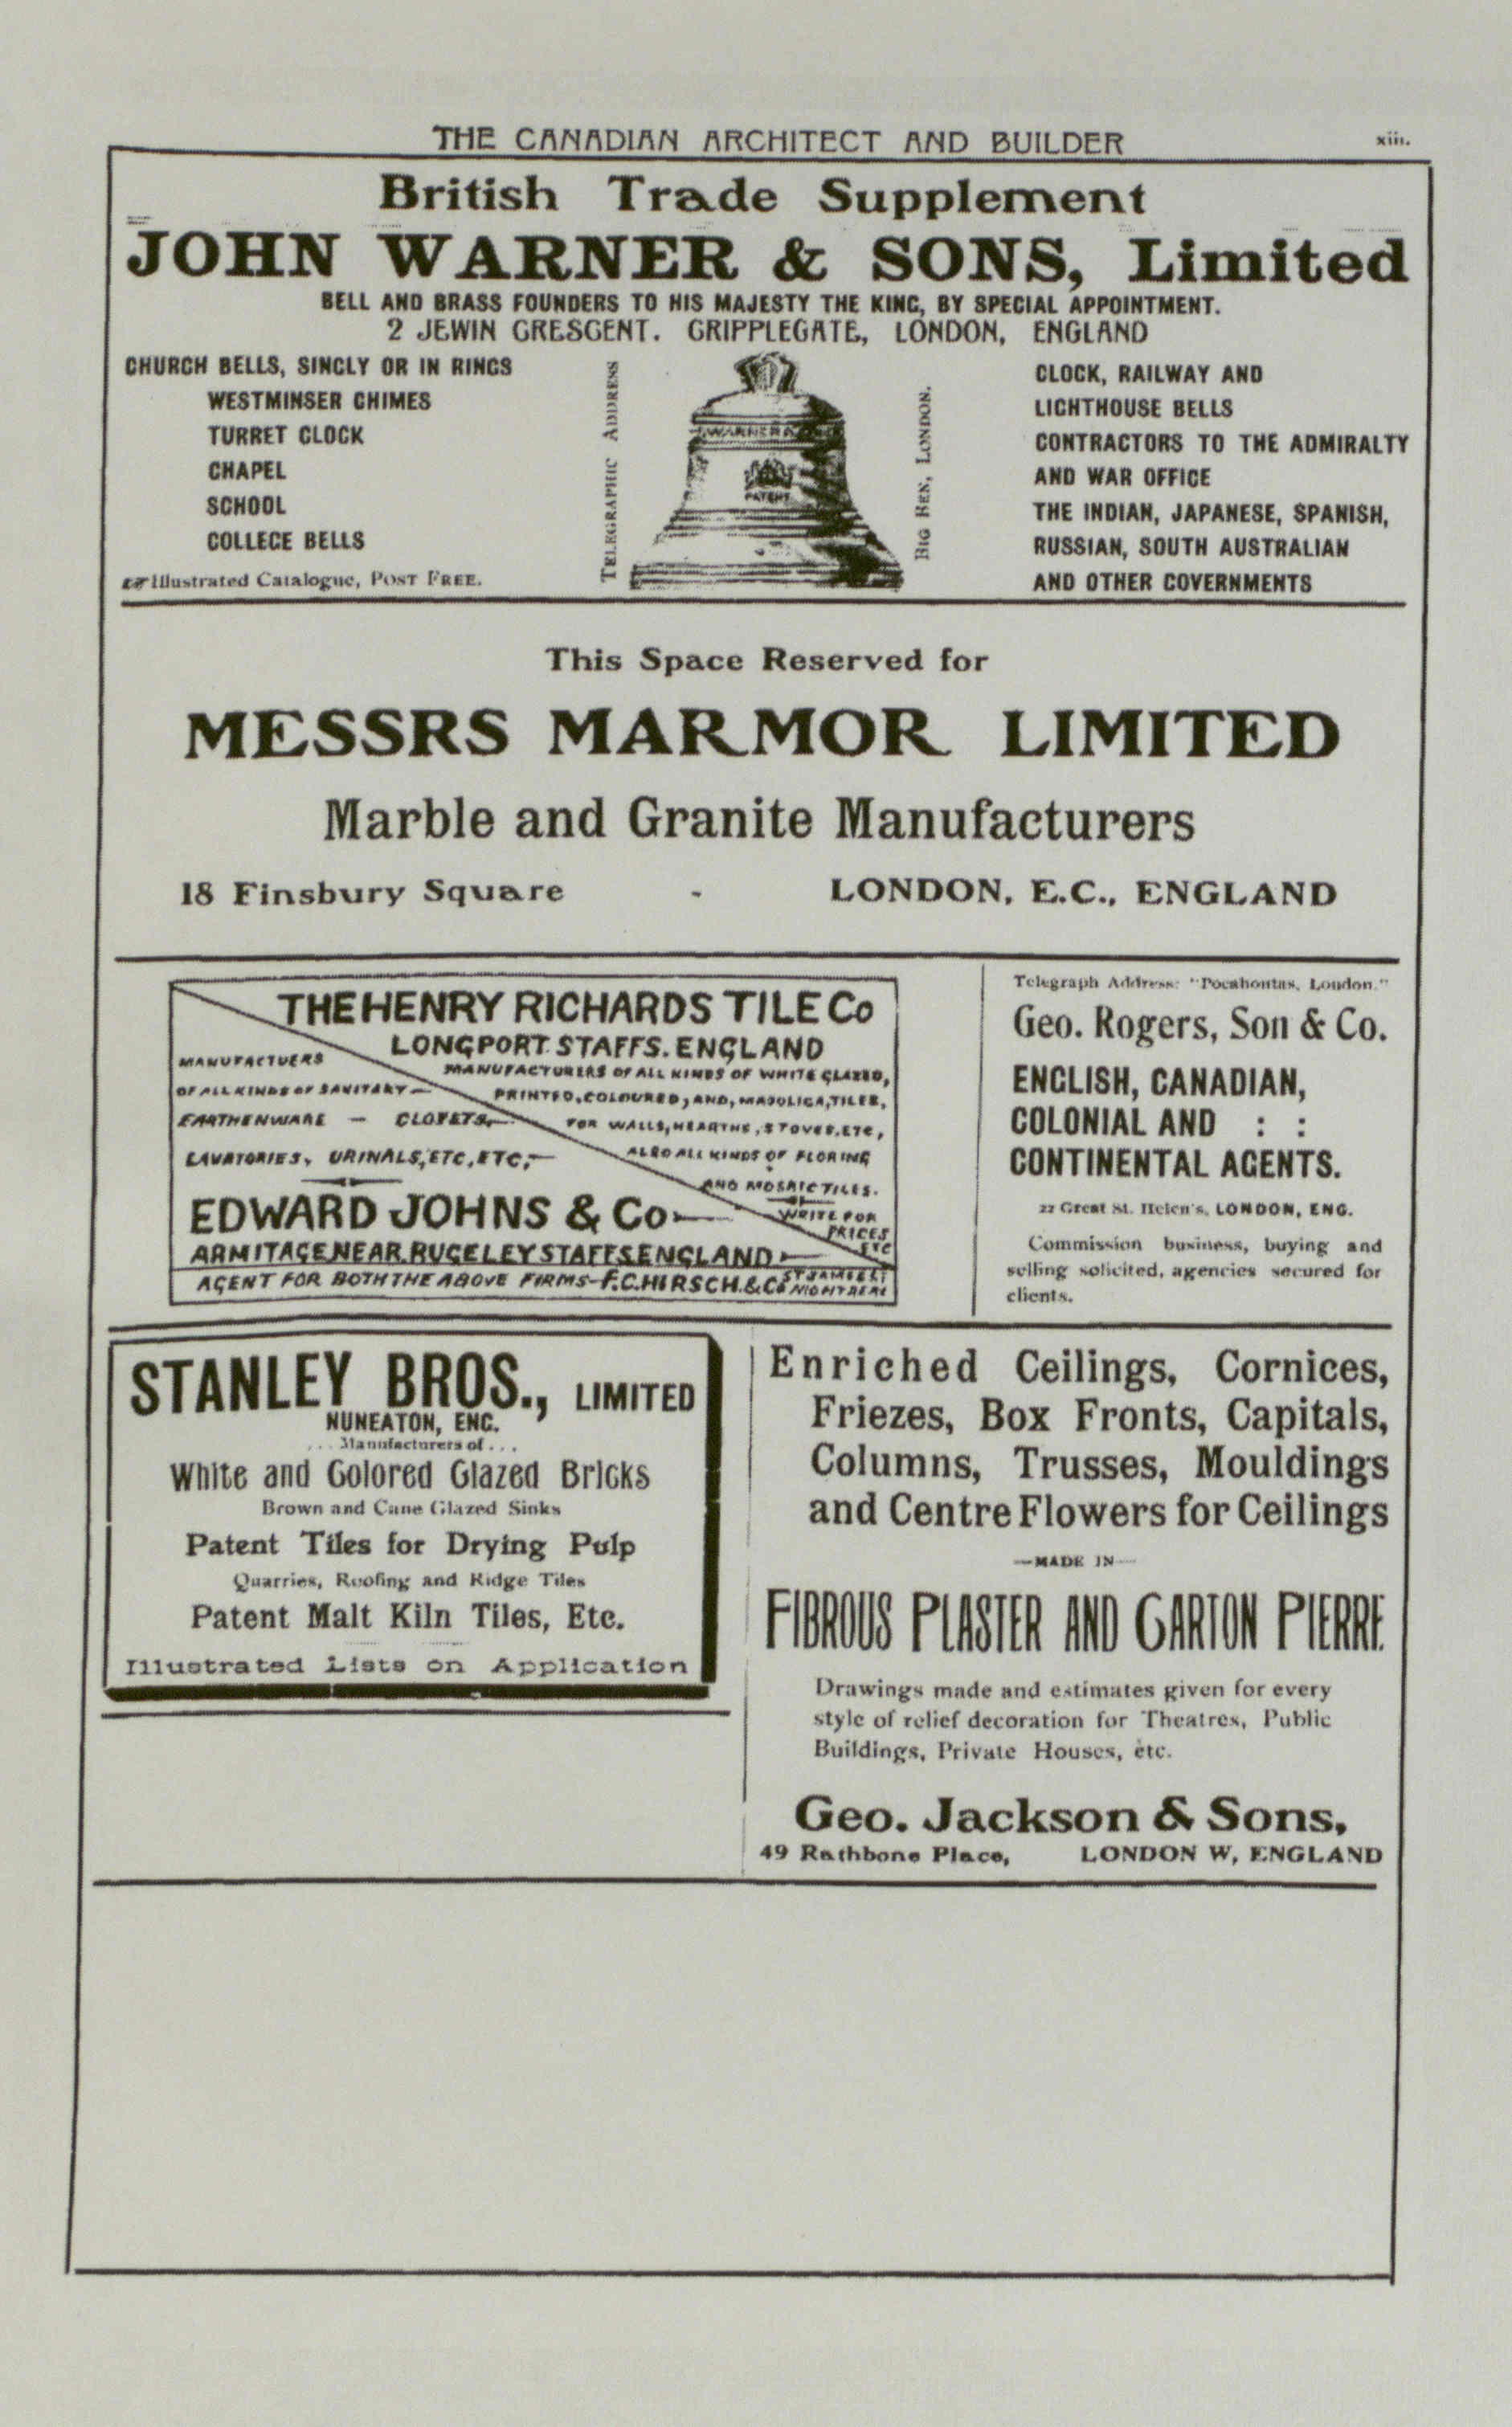 THE CANADIAN ARCHITECT AND BUILDER
xiii.
British Trade Supplement
JOHN WARNER & SONS, Limited
BELL AND BRASS FOUNDERS TO HIS MAJESTY THE KING, BY SPECIAL APPOINTMENT.
2 JEWIN CRESCENT. CRIPPLEGATE, LONDON, ENGLAND
CHURCH BELLS, SINGLY OR IN RINGS
WESTMINSER CHIMES
TURRET CLOCK
CHAPEL
SCHOOL
COLLEGE BELLS
Illustrated Catalogue, POST FREE.
TELEGRAPHIC ADDRESS
WARNER
PATENT
BIG BEN, LONDON.
CLOCK, RAILWAY AND
LIGHTHOUSE BELLS
CONTRACTORS TO THE ADMIRALTY
AND WAR OFFICE
THE INDIAN, JAPANESE, SPANISH,
RUSSIAN, SOUTH AUSTRALIAN
AND OTHER GOVERNMENTS
This Space Reserved for
MESSRS MARMOR LIMITED
Marble and Granite Manufacturers
18 Finsbury Square - LONDON, E.C., ENGLAND
THE HENRY RICHARDS TILE Co
LONGPORT STAFFS. ENGLAND
MANUFACTURERS OF ALL KINDS OF WHITE GLAZED,
PRINTED, COLOURED, AND, MAJOLICA, TILES,
FOR WALLS, HEARTHS, STOVES, ETC,
ALSO ALL KINDS OF FLORING
AND MOSAIC TILES.
WRITE FOR
PRICES
ETC
MANUFACTUERS
OF ALL KINDS OF SANITARY —
EARTHENWARE — CLOSETS,—
LAVATORIES, URINALS, ETC, ETC,—
EDWARD JOHNS & Co—
ARMITAGE NEAR RUGELEY STAFFS ENGLAND—
AGENT FOR BOTH THE ABOVE FIRMS—F.C. HIRSCH. & Co ST JAMES ST MONTREAL
Telegraph Address: "Pocahontas, London."
Geo. Rogers, Son & Co.
ENGLISH, CANADIAN,
COLONIAL AND : :
CONTINENTAL AGENTS.
22 Great St. Helen's, LONDON, ENG.
Commission business, buying and
selling solicited, agencies secured for
clients.
STANLEY BROS., LIMITED
NUNEATON, ENG.
... Manufacturers of ...
White and Colored Glazed Bricks
Brown and Cane Glazed Sinks
Patent Tiles for Drying Pulp
Quarries, Roofing and Ridge Tiles
Patent Malt Kiln Tiles, Etc.
Illustrated Lists on Application
Enriched Ceilings, Cornices,
Friezes, Box Fronts, Capitals,
Columns, Trusses, Mouldings
and Centre Flowers for Ceilings
—MADE IN—
FIBROUS PLASTER AND CARTON PIERRE
Drawings made and estimates given for every
style of relief decoration for Theatres, Public
Buildings, Private Houses, etc.
Geo. Jackson & Sons,
49 Rathbone Place, LONDON W, ENGLAND